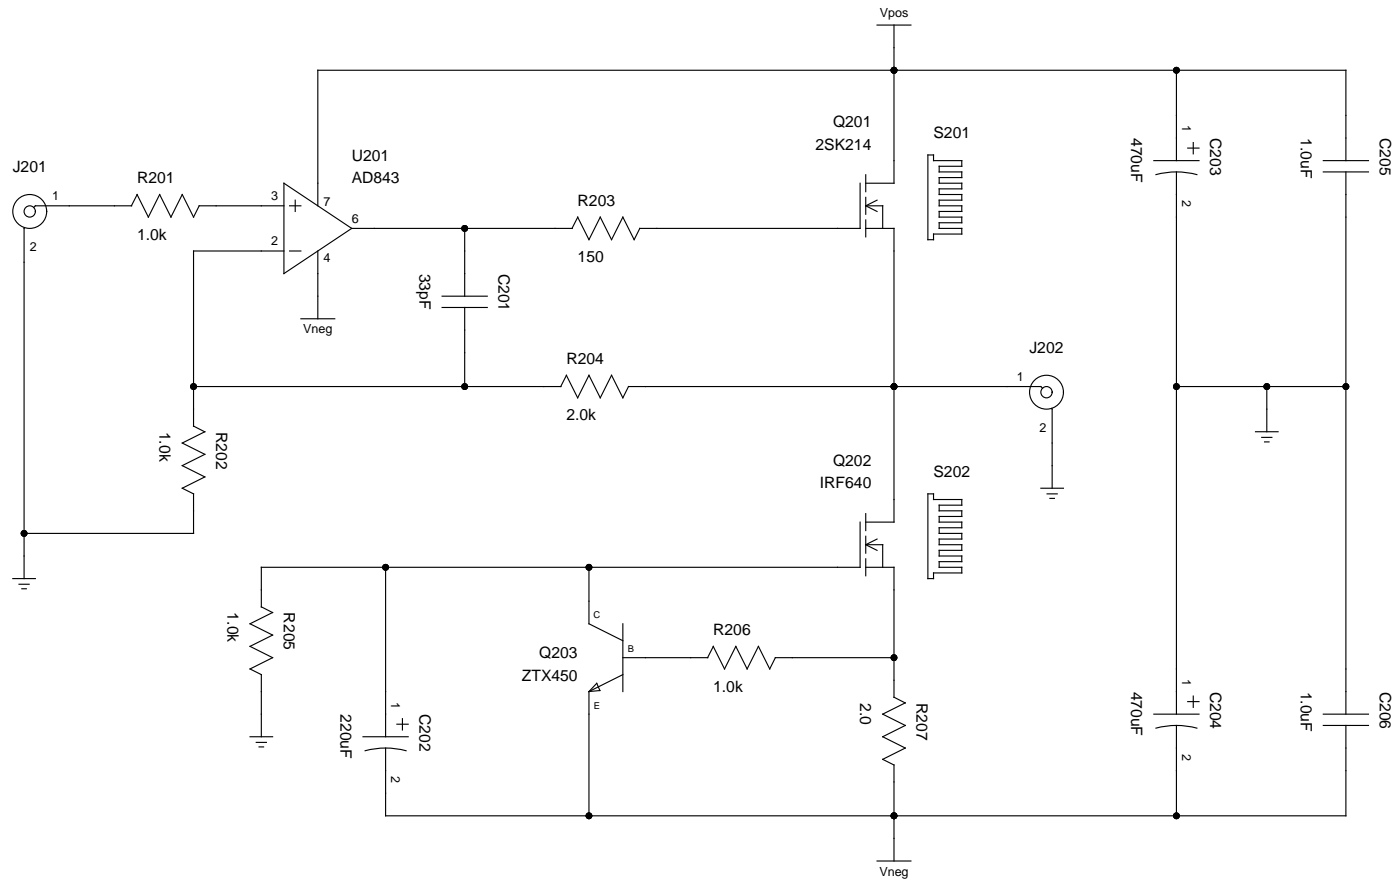 Vpos
Q201
2SK214
S201
1
C203
470uF
2
C205
1.0uF
J201
1
2
R201
1.0k
U201
AD843
3
2
7
4
6
Vneg
R203
150
C201
33pF
R204
2.0k
J202
1
2
R202
1.0k
Q202
IRF640
S202
R205
1.0k
C
B
E
Q203
ZTX450
R206
1.0k
1
C202
220uF
2
R207
2.0
1
C204
470uF
2
C206
1.0uF
Vneg